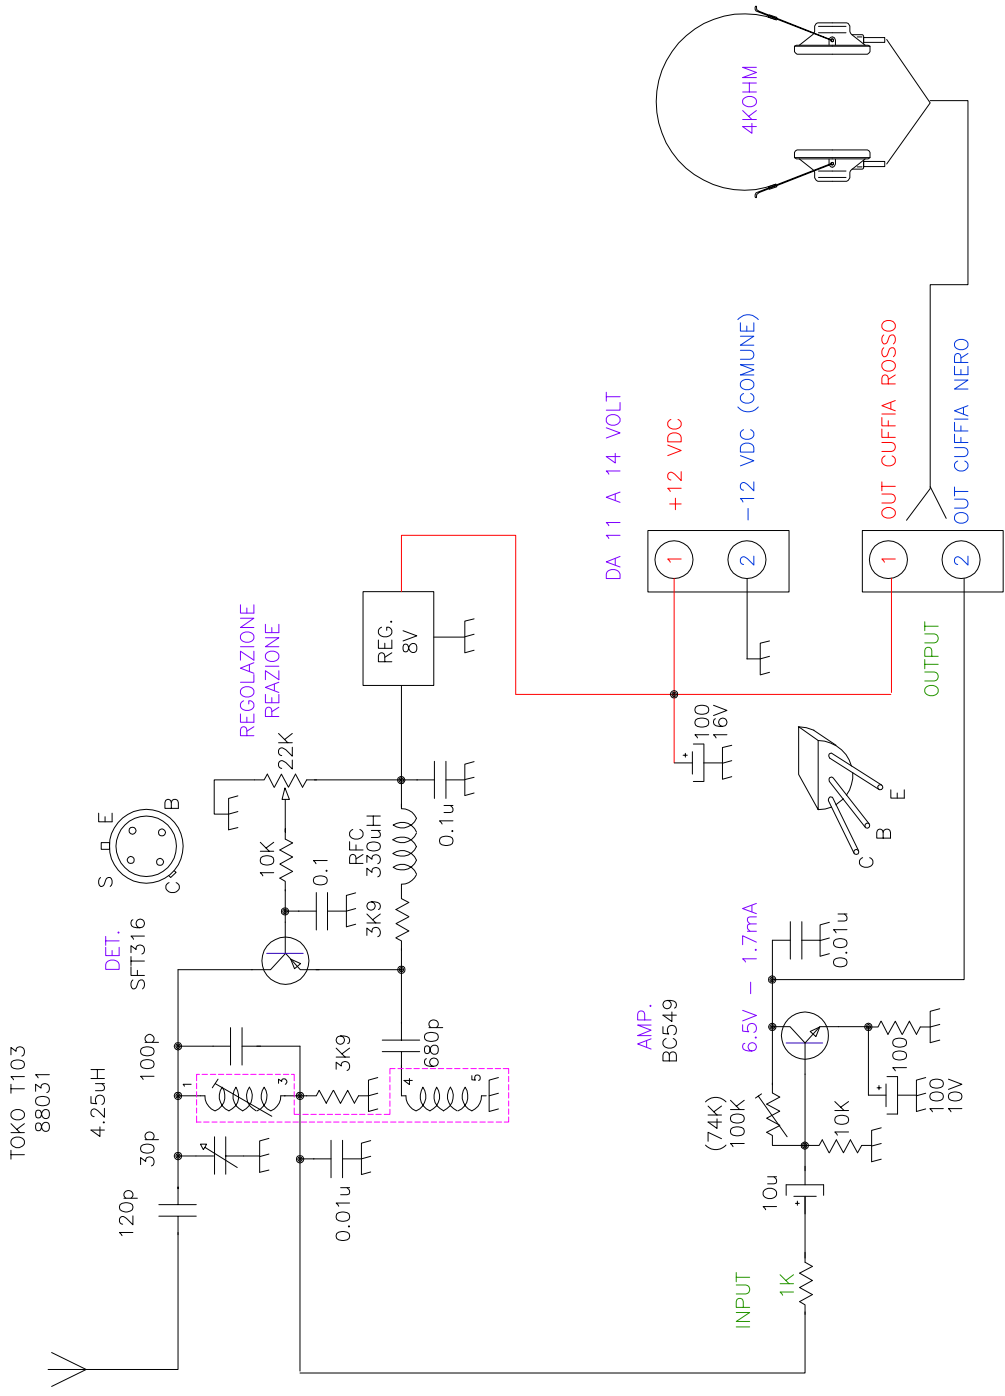 TOKO T103
88031
4.25uH
120p
30p
100p
1
3
3K9
0.01u
4
5
680p
DET.
SFT316
S
E
B
C
REGOLAZIONE
REAZIONE
22K
10K
0.1
3K9
RFC
330uH
0.1u
REG.
8V
DA 11 A 14 VOLT
1
+12 VDC
2
-12 VDC (COMUNE)
+
100
16V
4KOHM
1
OUT CUFFIA ROSSO
2
OUT CUFFIA NERO
OUTPUT
C
B
E
AMP.
BC549
6.5V - 1.7mA
0.01u
(74K)
100K
10K
100
+
100
10V
10u
+
INPUT
1K